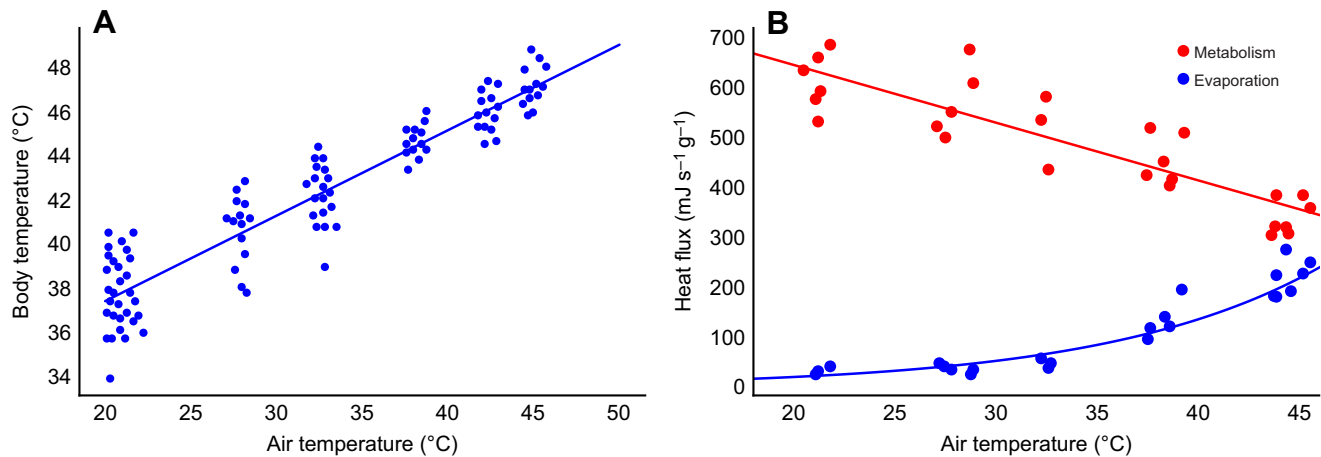 A
Body temperature (°C)
48
46
44
42
40
38
36
34
20 25 30 35 40 45 50
Air temperature (°C)
B
Heat flux (mJ s⁻¹ g⁻¹)
700
600
500
400
300
200
100
0
Metabolism
Evaporation
20 25 30 35 40 45
Air temperature (°C)